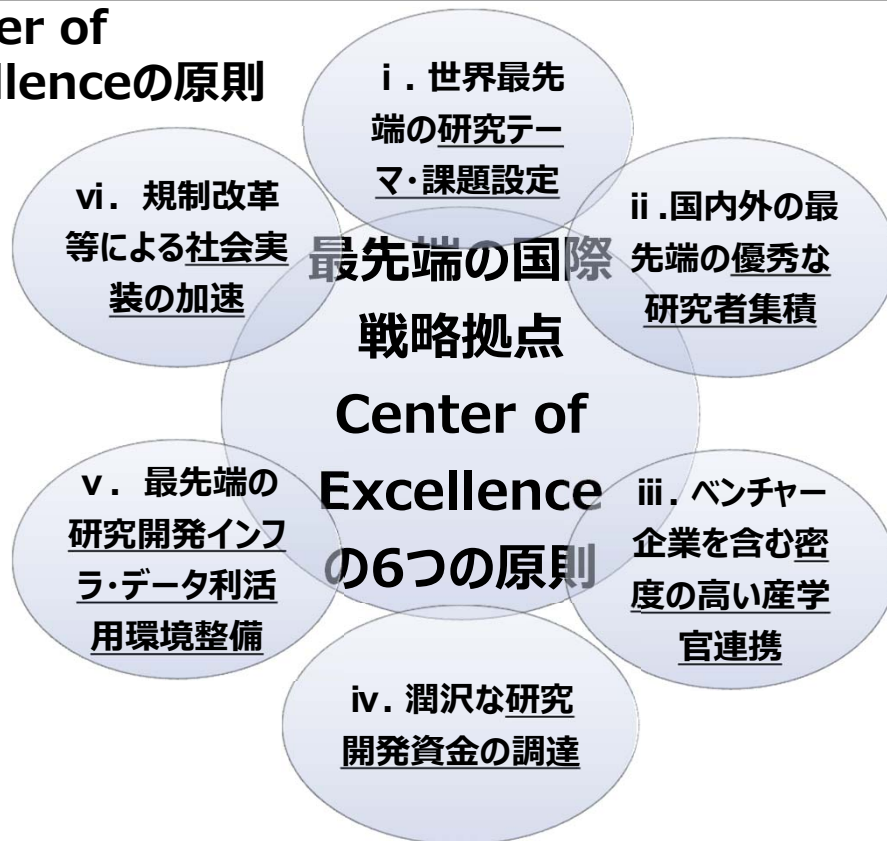 er of
llenceの原則
ⅰ．世界最先
端の研究テー
マ・課題設定
ⅱ.国内外の最
先端の優秀な
研究者集積
ⅲ．ベンチャー
企業を含む密
度の高い産学
官連携
ⅳ．潤沢な研究
開発資金の調達
ⅴ．最先端の
研究開発インフ
ラ・データ利活
用環境整備
ⅵ．規制改革
等による社会実
装の加速
最先端の国際
戦略拠点
Center of
Excellence
の6つの原則